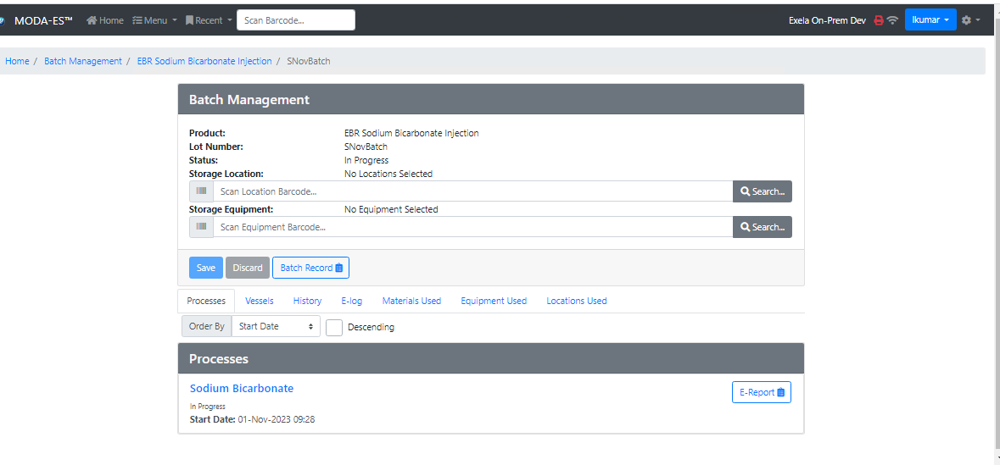 MODA-ES™ Home Menu Recent Scan Barcode... Exela On-Prem Dev lkumar
Home / Batch Management / EBR Sodium Bicarbonate Injection / SNovBatch
Batch Management
Product: EBR Sodium Bicarbonate Injection
Lot Number: SNovBatch
Status: In Progress
Storage Location: No Locations Selected
Scan Location Barcode... Search...
Storage Equipment: No Equipment Selected
Scan Equipment Barcode... Search...
Save Discard Batch Record
Processes Vessels History E-log Materials Used Equipment Used Locations Used
Order By Start Date Descending
Processes
Sodium Bicarbonate E-Report
In Progress
Start Date: 01-Nov-2023 09:28